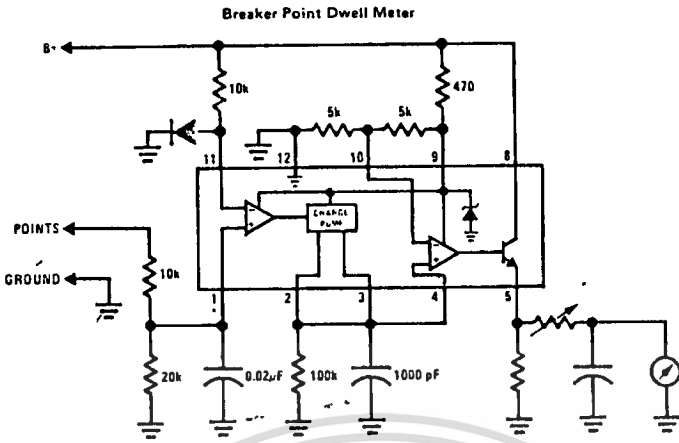 Breaker Point Dwell Meter
B+
10k
470
5k
5k
11
12
10
9
8
CHARGE
PUMP
POINTS
GROUND
10k
1
2
3
4
5
20k
0.02μF
100k
1000 pF